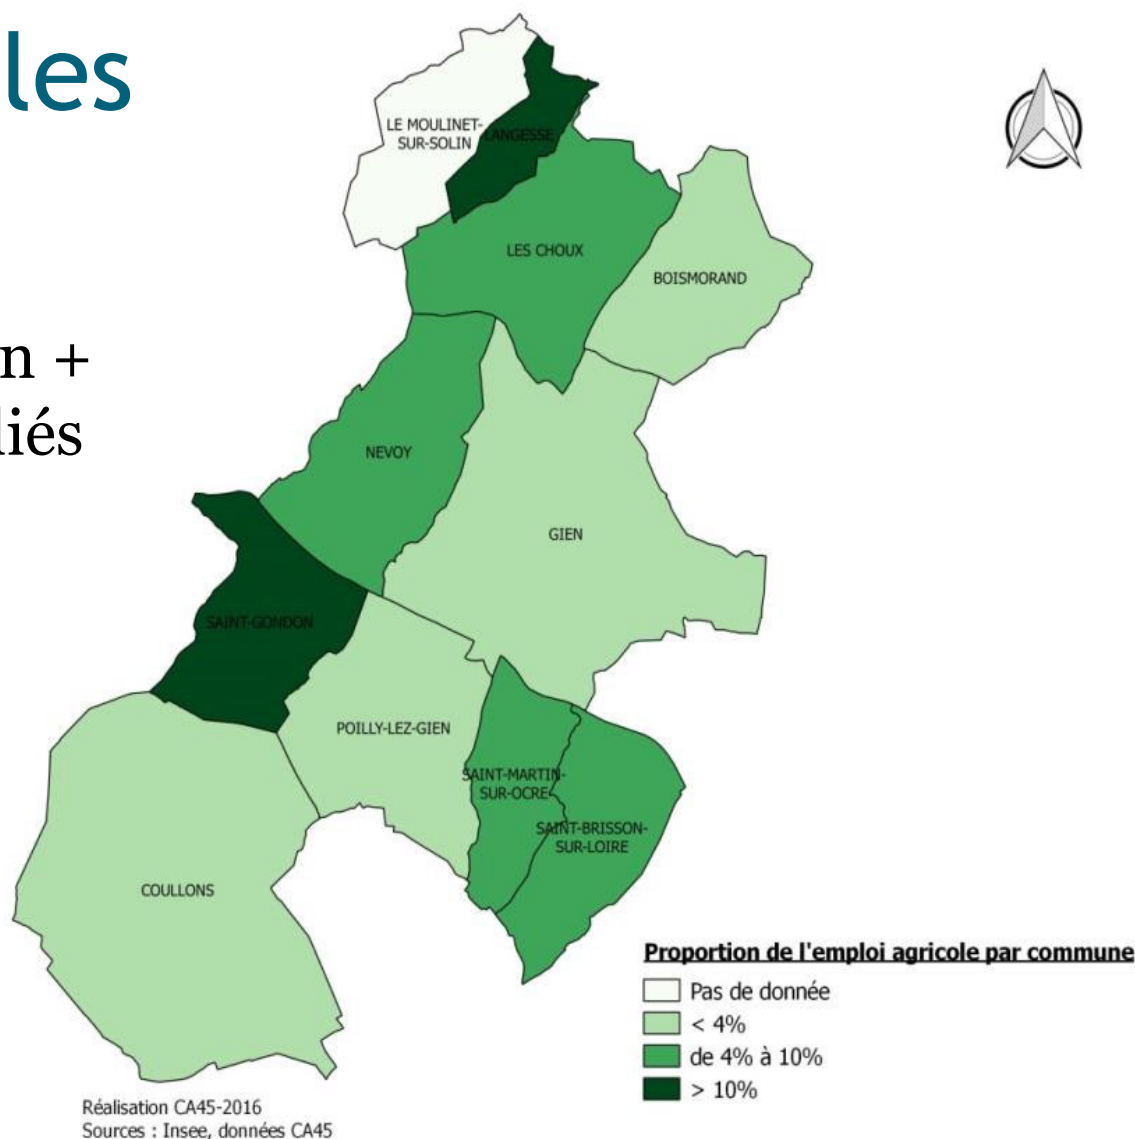 les
n +
liés
LE MOULINET-
SUR-SOLIN
LANGESSE
LES CHOUX
BOISMORAND
NEVOY
GIEN
SAINT-GONDON
POILLY-LEZ-GIEN
SAINT-MARTIN-
SUR-OCRE
SAINT-BRISSON-
SUR-LOIRE
COULLONS
Proportion de l'emploi agricole par commune
Pas de donnée
< 4%
de 4% à 10%
> 10%
Réalisation CA45-2016
Sources : Insee, données CA45